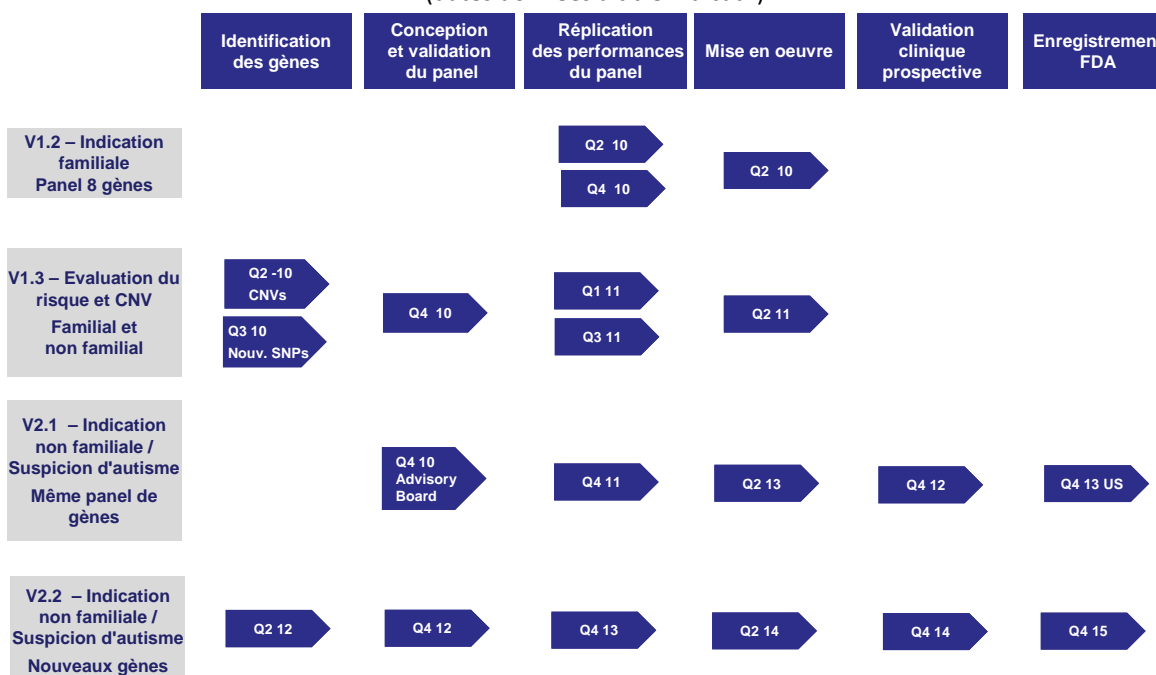 Identification
des gènes
Conception
et validation
du panel
Réplication
des performances
du panel
Mise en oeuvre
Validation
clinique
prospective
Enregistremen
FDA
V1.2 – Indication
familiale
Panel 8 gènes
Q2 10
Q4 10
Q2 10
V1.3 – Evaluation du
risque et CNV
Familial et
non familial
Q2 -10
CNVs
Q3 10
Nouv. SNPs
Q4 10
Q1 11
Q3 11
Q2 11
V2.1 – Indication
non familiale /
Suspicion d'autisme
Même panel de
gènes
Q4 10
Advisory
Board
Q4 11
Q2 13
Q4 12
Q4 13 US
V2.2 – Indication
non familiale /
Suspicion d'autisme
Nouveaux gènes
Q2 12
Q4 12
Q4 13
Q2 14
Q4 14
Q4 15